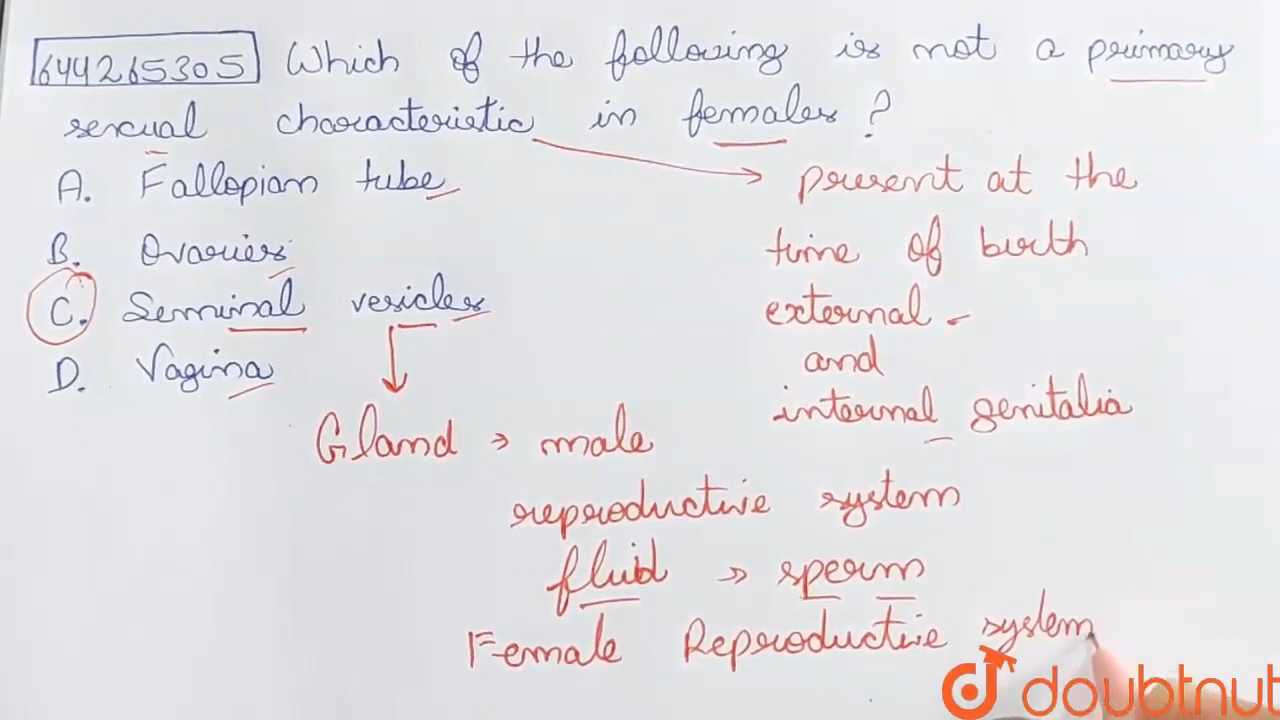 644265305 Which of the following is not a primary
sexual characteristic in females?
A. Fallopian tube
B. Ovaries
C. Seminal vesicles
D. Vagina
present at the
time of birth
external
and
internal genitalia
Gland → male
reproductive system
fluid → sperm
Female Reproductive system
doubtnut